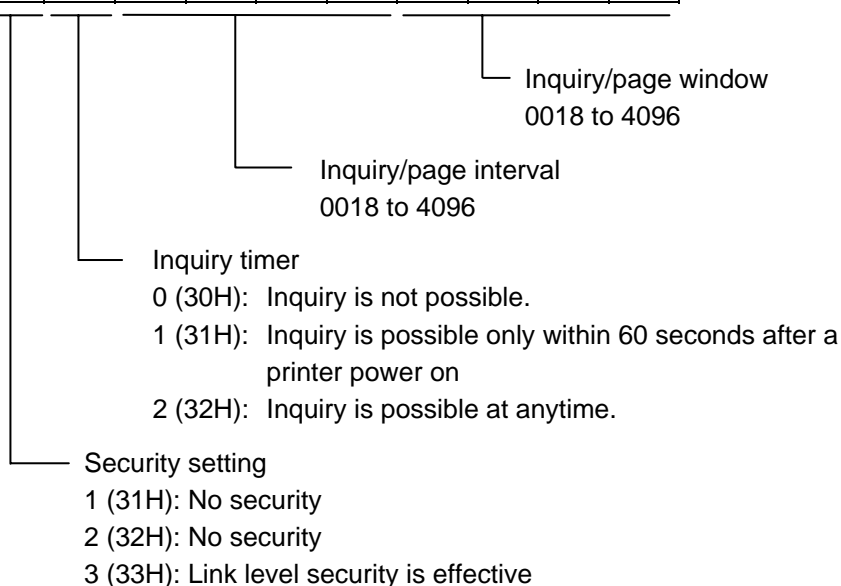 Inquiry/page window
0018 to 4096
Inquiry/page interval
0018 to 4096
Inquiry timer
0 (30H): Inquiry is not possible.
1 (31H): Inquiry is possible only within 60 seconds after a
printer power on
2 (32H): Inquiry is possible at anytime.
Security setting
1 (31H): No security
2 (32H): No security
3 (33H): Link level security is effective